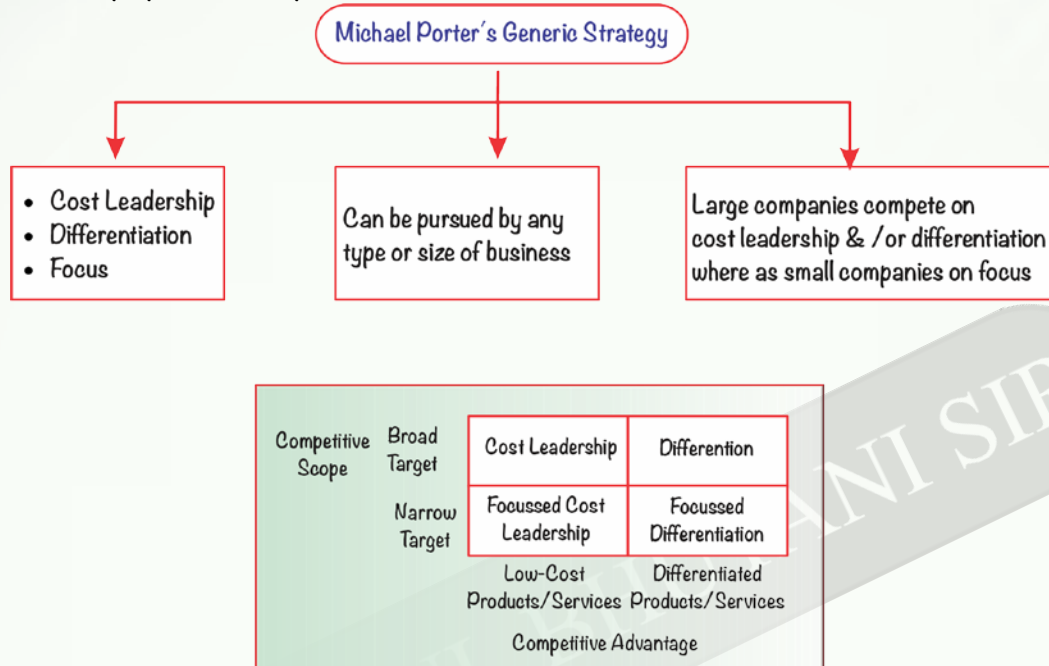 Michael Porter's Generic Strategy
• Cost Leadership
• Differentiation
• Focus
Can be pursued by any
type or size of business
Large companies compete on
cost leadership & /or differentiation
where as small companies on focus
Competitive
Scope
Broad
Target
Cost Leadership
Differention
Narrow
Target
Focussed Cost
Leadership
Focussed
Differentiation
Low-Cost
Products/Services
Differentiated
Products/Services
Competitive Advantage